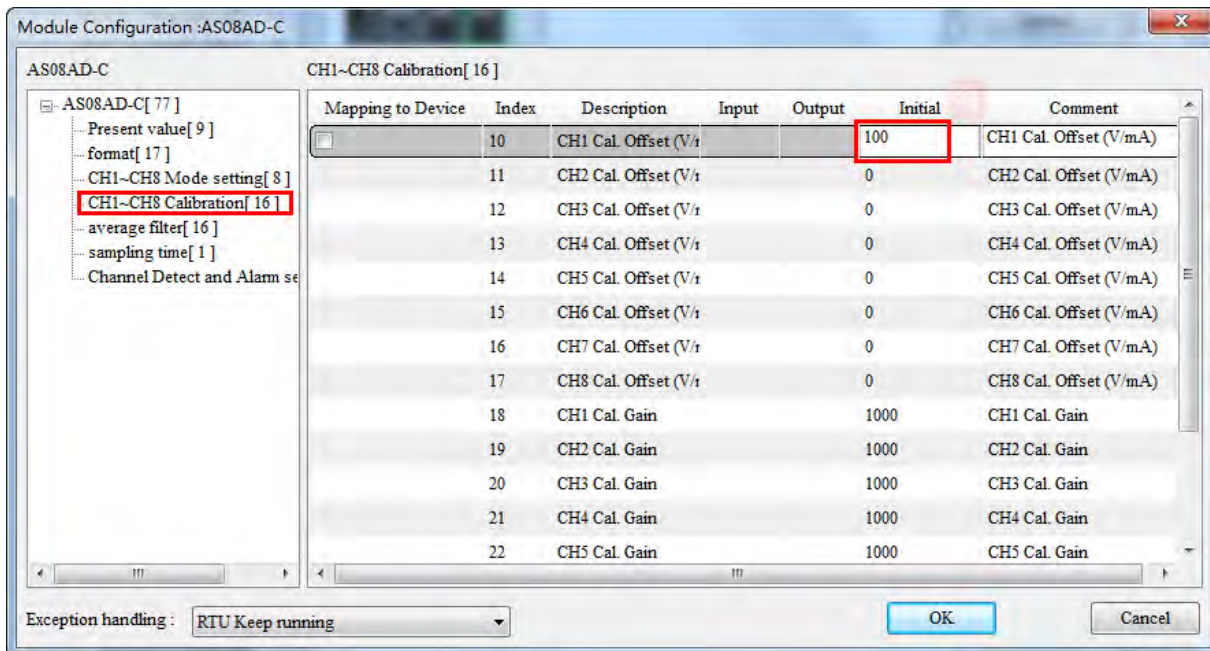 Module Configuration :AS08AD-C
AS08AD-C
CH1~CH8 Calibration[ 16 ]
AS08AD-C[ 77 ]
Present value[ 9 ]
format[ 17 ]
CH1~CH8 Mode setting[ 8 ]
CH1~CH8 Calibration[ 16 ]
average filter[ 16 ]
sampling time[ 1 ]
Channel Detect and Alarm se
Mapping to Device Index Description Input Output Initial Comment
10 CH1 Cal. Offset (V/r 100 CH1 Cal. Offset (V/mA)
11 CH2 Cal. Offset (V/r 0 CH2 Cal. Offset (V/mA)
12 CH3 Cal. Offset (V/r 0 CH3 Cal. Offset (V/mA)
13 CH4 Cal. Offset (V/r 0 CH4 Cal. Offset (V/mA)
14 CH5 Cal. Offset (V/r 0 CH5 Cal. Offset (V/mA)
15 CH6 Cal. Offset (V/r 0 CH6 Cal. Offset (V/mA)
16 CH7 Cal. Offset (V/r 0 CH7 Cal. Offset (V/mA)
17 CH8 Cal. Offset (V/r 0 CH8 Cal. Offset (V/mA)
18 CH1 Cal. Gain 1000 CH1 Cal. Gain
19 CH2 Cal. Gain 1000 CH2 Cal. Gain
20 CH3 Cal. Gain 1000 CH3 Cal. Gain
21 CH4 Cal. Gain 1000 CH4 Cal. Gain
22 CH5 Cal. Gain 1000 CH5 Cal. Gain
Exception handling : RTU Keep running OK Cancel